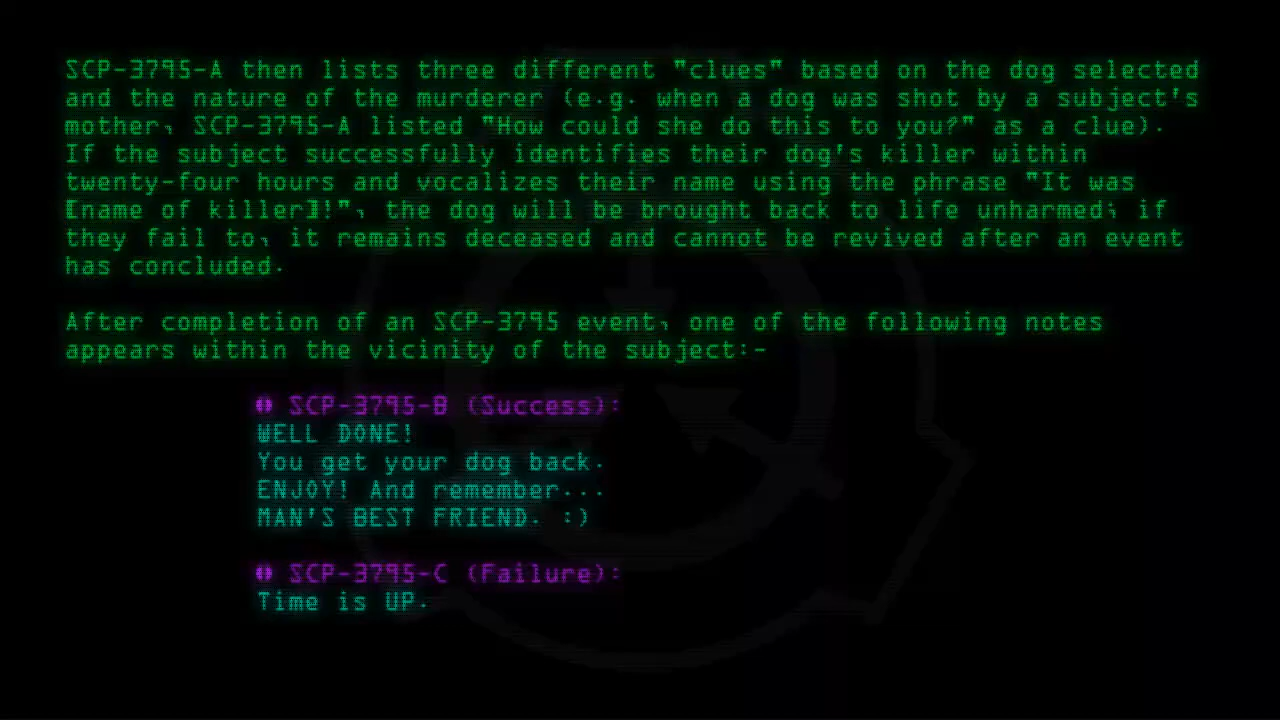 SCP-3795-A then lists three different "clues" based on the dog selected
and the nature of the murderer (e.g. when a dog was shot by a subject's
mother, SCP-3795-A listed "How could she do this to you?" as a clue).
If the subject successfully identifies their dog's killer within
twenty-four hours and vocalizes their name using the phrase "It was
[name of killer]!", the dog will be brought back to life unharmed; if
they fail to, it remains deceased and cannot be revived after an event
has concluded.
After completion of an SCP-3795 event, one of the following notes
appears within the vicinity of the subject:-
SCP-3795-B (Success):
WELL DONE!
You get your dog back.
ENJOY! And remember...
MAN'S BEST FRIEND. :)
SCP-3795-C (Failure):
Time is UP.